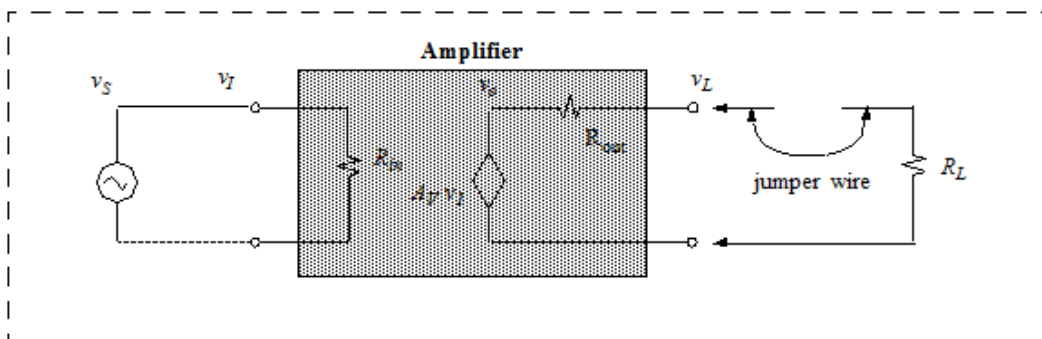 Amplifier
v_S
v_I
v_o
v_L
R_in
R_out
A_V v_I
jumper wire
R_L